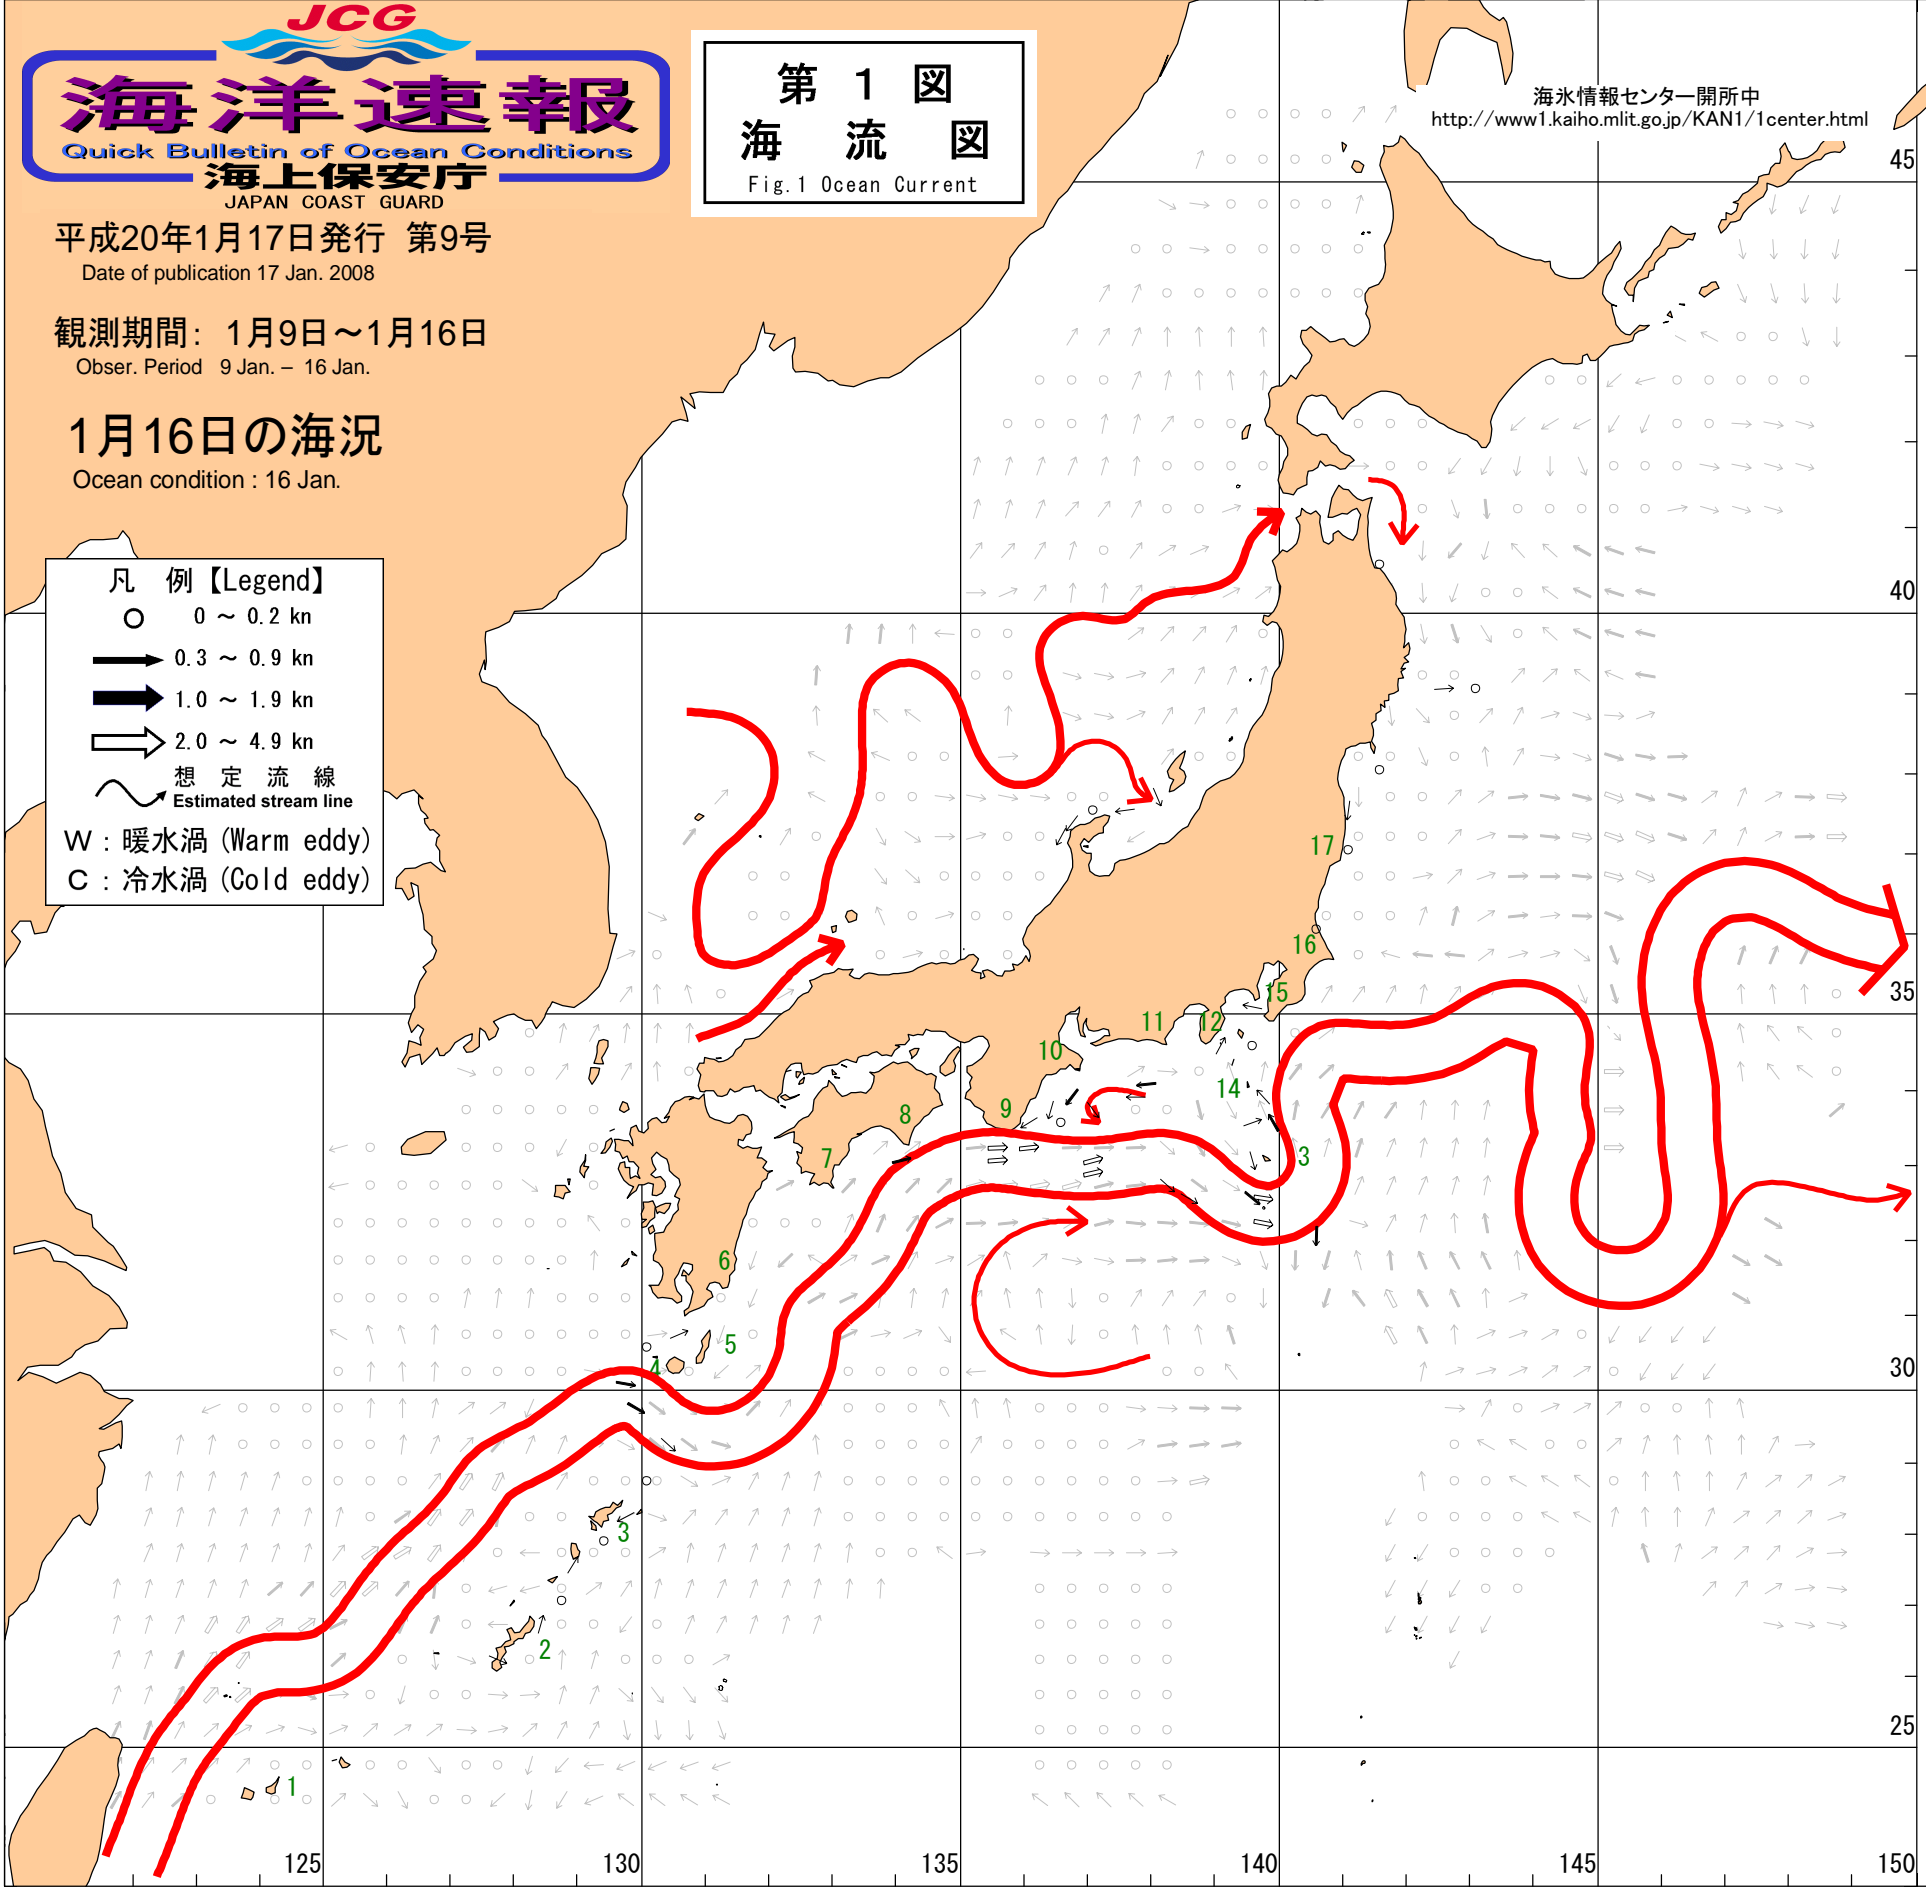 JCG
海洋速報
Quick Bulletin of Ocean Conditions
海上保安庁
JAPAN COAST GUARD
平成20年1月17日発行 第9号
Date of publication 17 Jan. 2008
観測期間: 1月9日～1月16日
Obser. Period 9 Jan. – 16 Jan.
1月16日の海況
Ocean condition : 16 Jan.
第 1 図
海 流 図
Fig.1 Ocean Current
海氷情報センター開所中
http://www1.kaiho.mlit.go.jp/KAN1/1center.html
凡 例【Legend】
0 ～ 0.2 kn
0.3 ～ 0.9 kn
1.0 ～ 1.9 kn
2.0 ～ 4.9 kn
想 定 流 線
Estimated stream line
W : 暖水渦 (Warm eddy)
C : 冷水渦 (Cold eddy)
45
40
17
16
35
15
11
12
10
14
9
8
7
3
6
5
4
30
3
2
25
1
125
130
135
140
145
150